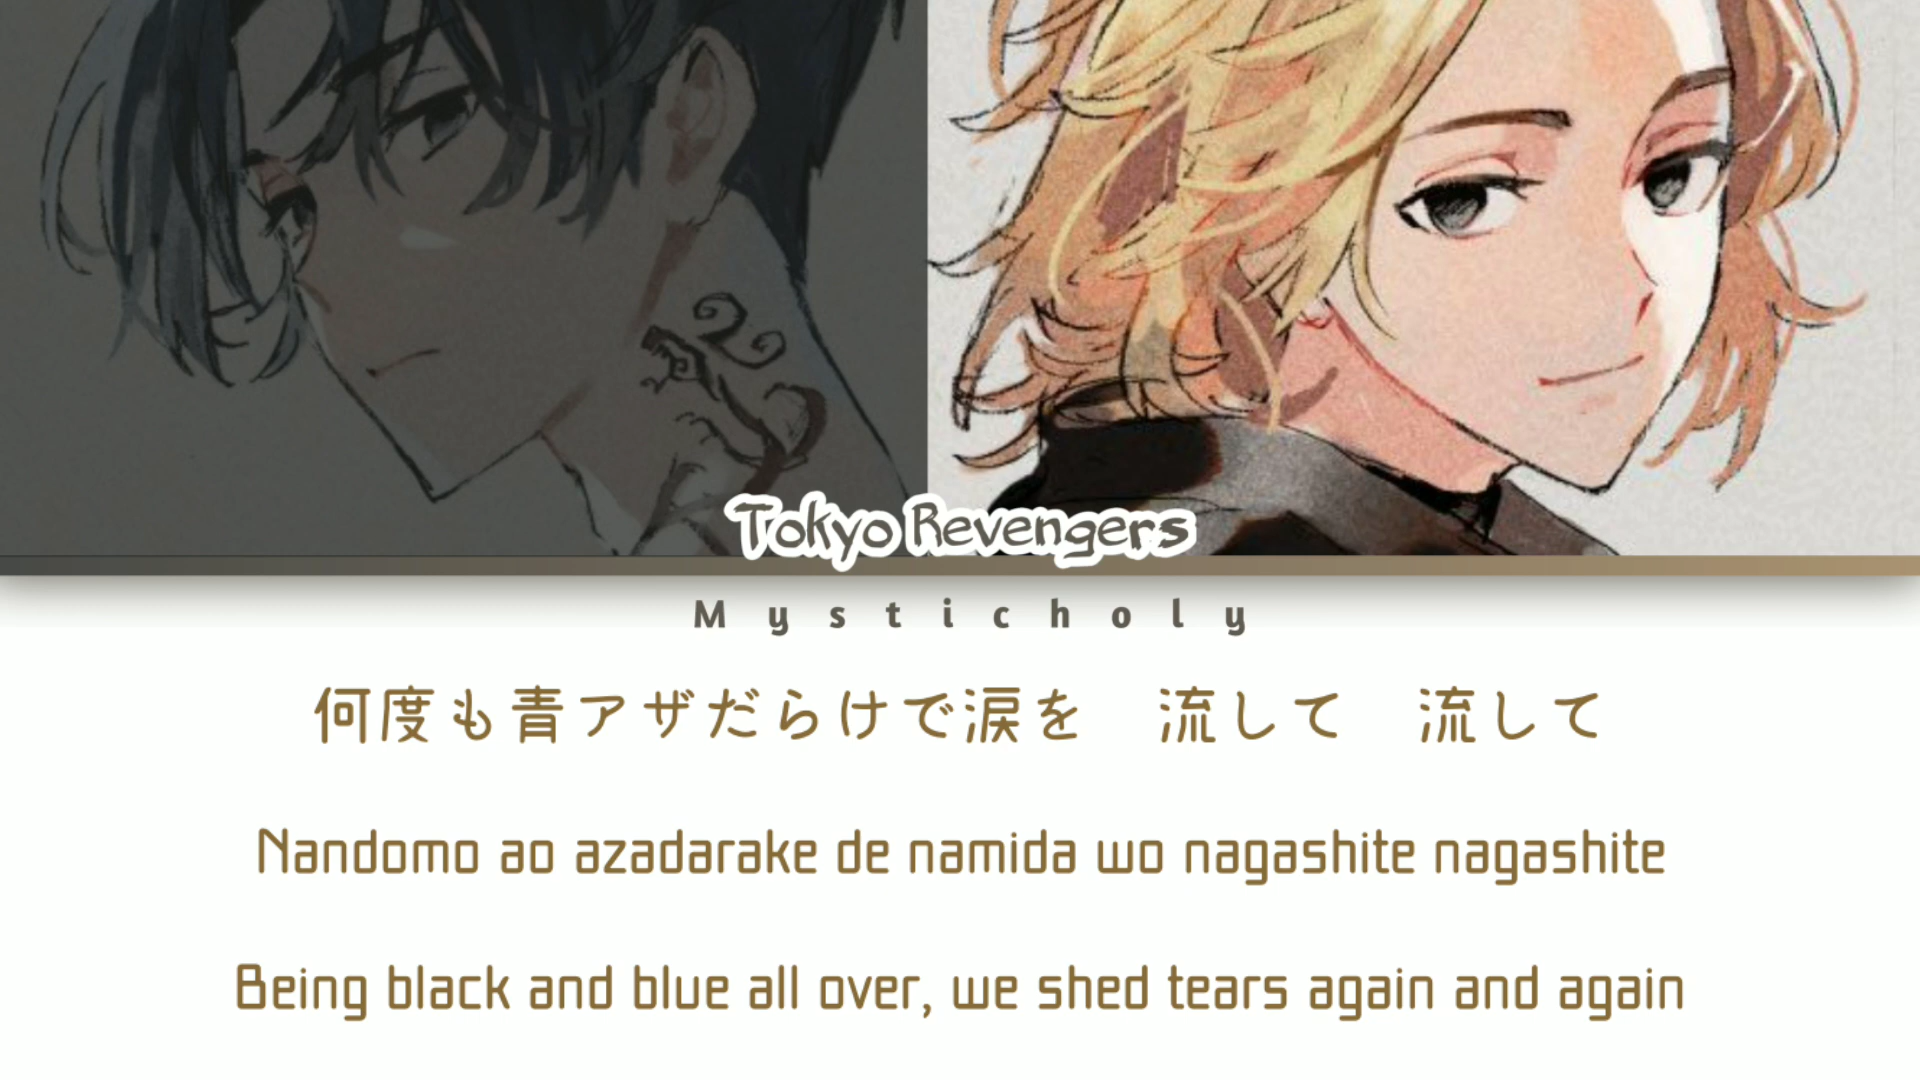 Tokyo Revengers
Mysticholy
何度も青アザだらけで涙を　流して　流して
Nandomo ao azadarake de namida wo nagashite nagashite
Being black and blue all over, we shed tears again and again